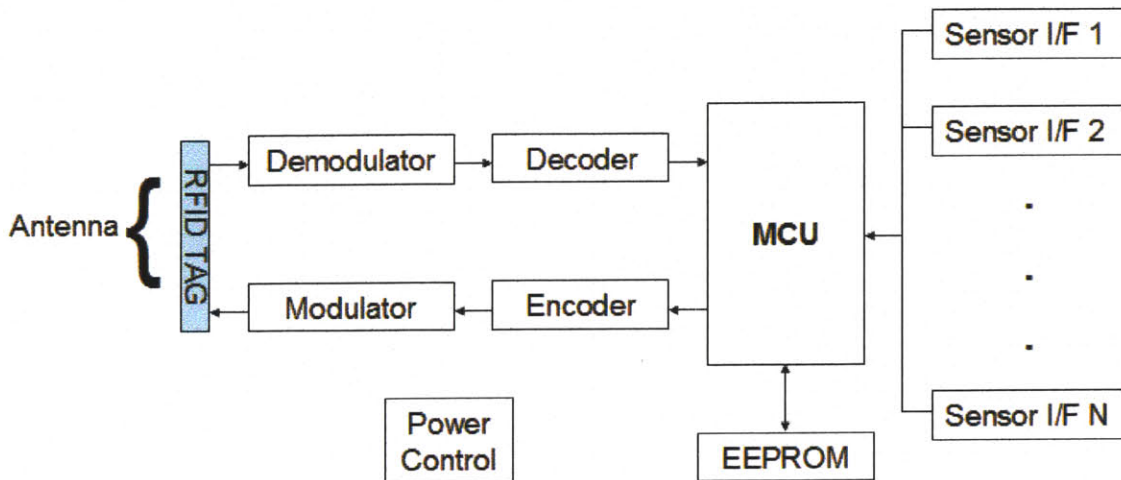 Sensor I/F 1
Sensor I/F 2
Demodulator
Decoder
RFID TAG
Antenna
MCU
Modulator
Encoder
Sensor I/F N
Power
Control
EEPROM